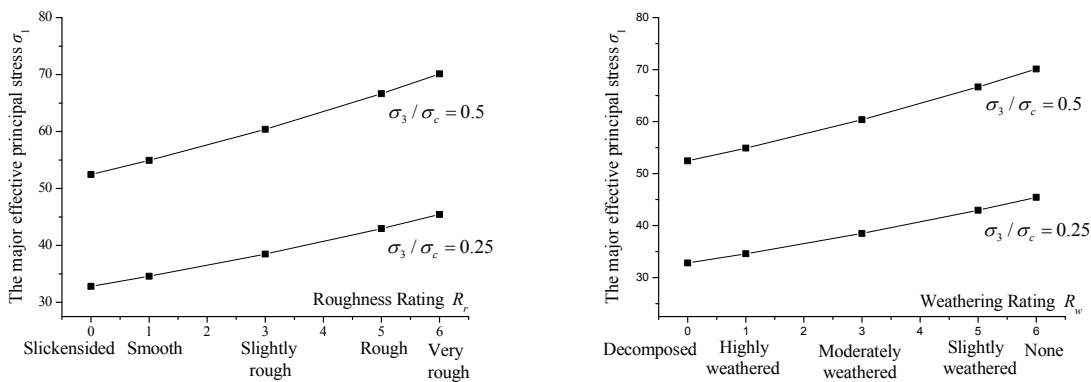 The major effective principal stress σ₁
80
70
60
50
40
30
σ₃ / σc = 0.5
σ₃ / σc = 0.25
Roughness Rating Rr
0 1 2 3 4 5 6
Slickensided Smooth Slightly rough Rough Very rough
The major effective principal stress σ₁
80
70
60
50
40
30
σ₃ / σc = 0.5
σ₃ / σc = 0.25
Weathering Rating Rw
0 1 2 3 4 5 6
Decomposed Highly weathered Moderately weathered Slightly weathered None